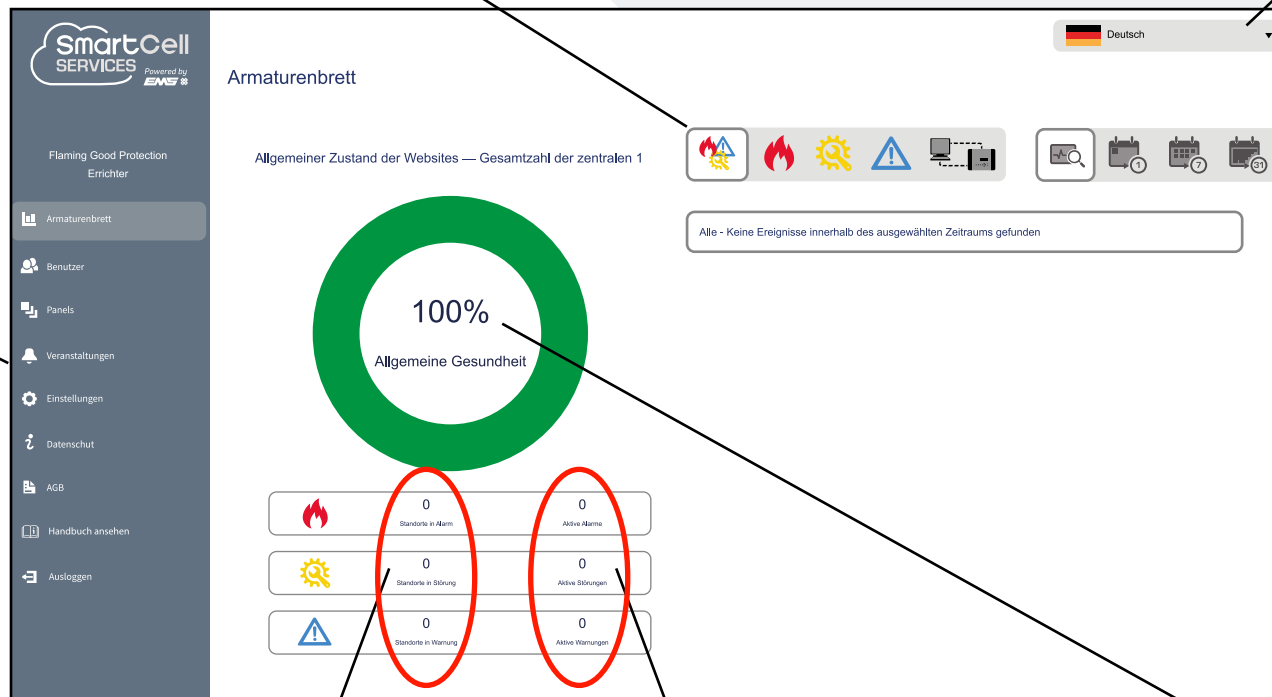 SmartCell
SERVICES Powered by
EMS
Flaming Good Protection
Errichter
Armaturenbrett
Benutzer
Panels
Veranstaltungen
Einstellungen
Datenschut
AGB
Handbuch ansehen
Ausloggen
Deutsch
Armaturenbrett
Allgemeiner Zustand der Websites — Gesamtzahl der zentralen 1
1
7
31
Alle - Keine Ereignisse innerhalb des ausgewählten Zeitraums gefunden
100%
Allgemeine Gesundheit
0
Standorte in Alarm
0
Aktive Alarme
0
Standorte in Störung
0
Aktive Störungen
0
Standorte in Warnung
0
Aktive Warnungen